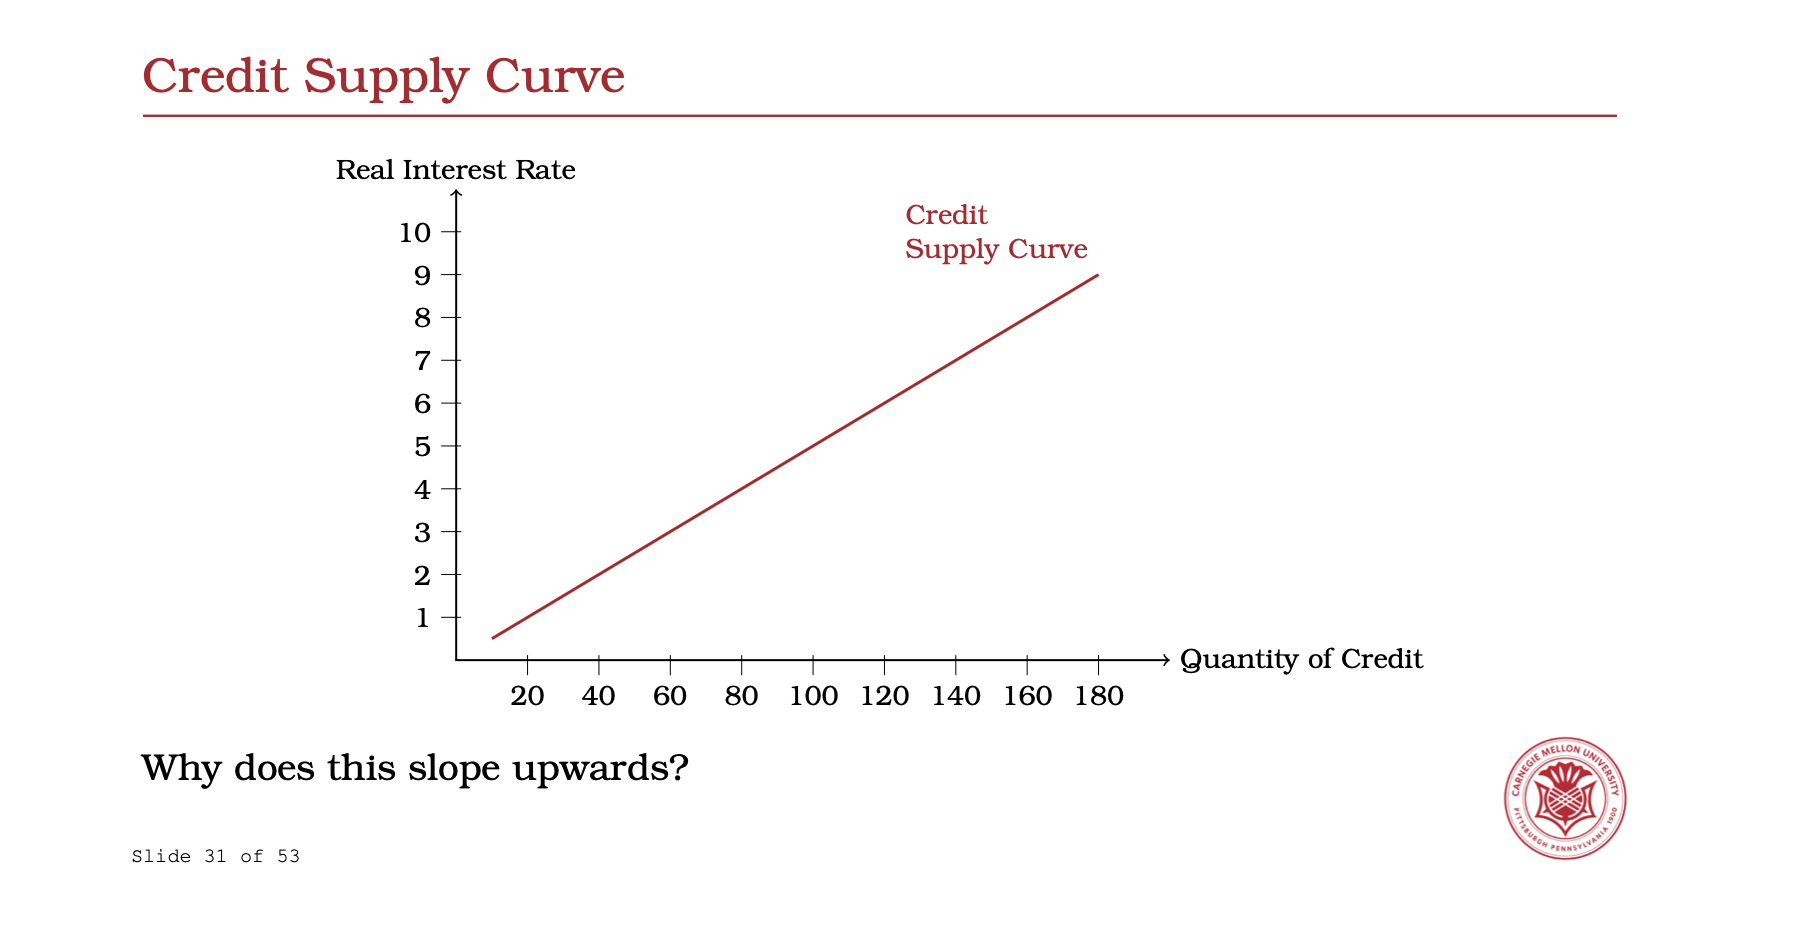 Credit Supply Curve
Real Interest Rate
Credit
Supply Curve
10
9
8
7
6
5
4
3
2
1
Quantity of Credit
20 40 60 80 100 120 140 160 180
Why does this slope upwards?
CARNEGIE MELLON UNIVERSITY
PITTSBURGH PENNSYLVANIA 1900
Slide 31 of 53